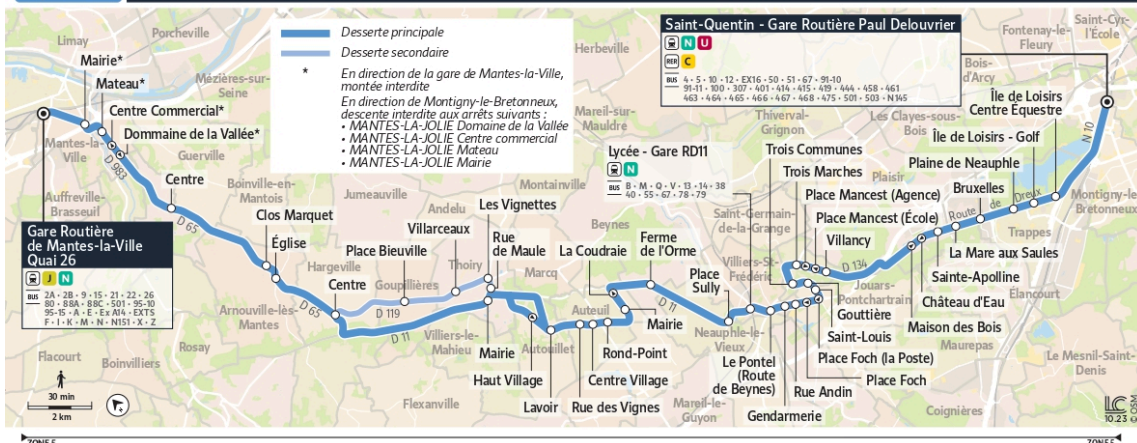 Desserte principale
Desserte secondaire
* En direction de la gare de Mantes-la-Ville,
montée interdite
En direction de Montigny-le-Bretonneux,
descente interdite aux arrêts suivants :
• MANTES-LA-JOLIE Domaine de la Vallée
• MANTES-LA-JOLIE Centre commercial
• MANTES-LA-JOLIE Mateau
• MANTES-LA-JOLIE Mairie
Saint-Quentin - Gare Routière Paul Delouvrier
N U
RER C
BUS 4 • 5 • 10 • 12 • EX16 • 50 • 51 • 67 • 91-10
91-11 • 100 • 307 • 401 • 414 • 415 • 419 • 444 • 458 • 461
463 • 464 • 465 • 466 • 467 • 468 • 475 • 501 • 503 • N145
Gare Routière
de Mantes-la-Ville
Quai 26
J N
BUS 2A • 2B • 9 • 15 • 21 • 22 • 26
80 • 88A • 88C • 501 • 95-10
95-15 • A • E • Ex A14 • EXTS
F • I • K • M • N • N151 • X • Z
Mairie*
Mateau*
Centre Commercial*
Dommaine de la Vallée*
Centre
Clos Marquet
Église
Centre
Place Bieuville
Villarceaux
Les Vignettes
Rue
de Maule
Mairie
Haut Village
Lavoir
Rue des Vignes
Centre Village
Rond-Point
La Coudraie
Mairie
Ferme
de l'Orme
Place
Sully
Lycée - Gare RD11
N
BUS B • M • Q • V • 13 • 14 • 38
40 • 55 • 67 • 78 • 79
Le Pontel
(Route
de Beynes)
Gendarmerie
Rue Andin
Place Foch
Place Foch (la Poste)
Saint-Louis
Gouttière
Trois Communes
Trois Marches
Place Mancest (Agence)
Place Mancest (École)
Villancy
Maison des Bois
Château d'Eau
Sainte-Apolline
La Mare aux Saules
Bruxelles
Plaine de Neauphle
Île de Loisirs - Golf
Île de Loisirs
Centre Équestre
Limay
Porcheville
Mézières-sur-
Seine
Mantes-la-
Ville
Guerville
Auffreville-
Brasseuil
Boinville-en-
Mantois
Jumeauville
Hargeville
Arnouville-lès-
Mantes
Goupillières
Andelu
Thoiry
Montainville
Marcq
Villiers-le-
Mahieu
Autouillet
Auteuil
Flacourt
Boinvilliers
Rosay
Flexanville
Herbeville
Mareil-sur-
Mauldre
Beynes
Saint-Germain-
de-la-Grange
Villiers-St-
Frédéric
Neauphle-le-
Vieux
Mareil-le-
Guyon
Thiverval-
Grignon
Plaisir
Les Clayes-sous-
Bois
Jouars-
Pontchartrain
Maurepas
Coignières
Élancourt
Trappes
Montigny-le-
Bretonneux
Le Mesnil-Saint-
Denis
Fontenay-le-
Fleury
Bois-
d'Arcy
Saint-Cyr-
l'École
D 983
D 65
D 65
D 119
D 11
D 11
D 134
Route de Dreux
N 10
30 min
2 km
LC
10.23 © OSM
ZONE 5
ZONE 5